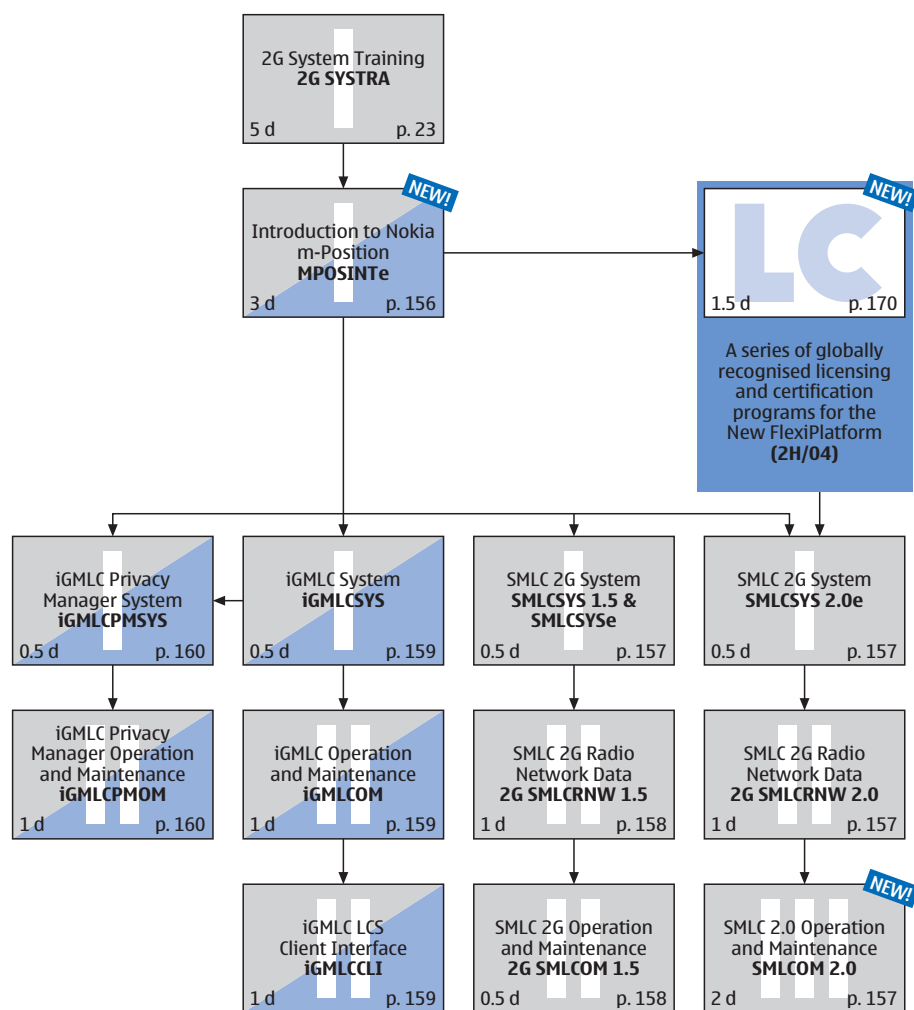 2G System Training
2G SYSTRA
5 d p. 23
NEW!
Introduction to Nokia
m-Position
MPOSINTe
3 d p. 156
NEW!
LC
1.5 d p. 170
A series of globally
recognised licensing
and certification
programs for the
New FlexiPlatform
(2H/04)
iGMLC Privacy
Manager System
iGMLCPMSYS
0.5 d p. 160
iGMLC System
iGMLCSYS
0.5 d p. 159
SMLC 2G System
SMLCSYS 1.5 &
SMLCSYSe
0.5 d p. 157
SMLC 2G System
SMLCSYS 2.0e
0.5 d p. 157
iGMLC Privacy
Manager Operation
and Maintenance
iGMLCPMOM
1 d p. 160
iGMLC Operation
and Maintenance
iGMLCOM
1 d p. 159
SMLC 2G Radio
Network Data
2G SMLCRNW 1.5
1 d p. 158
SMLC 2G Radio
Network Data
2G SMLCRNW 2.0
1 d p. 157
iGMLC LCS
Client Interface
iGMLCCLI
1 d p. 159
SMLC 2G Operation
and Maintenance
2G SMLCOM 1.5
0.5 d p. 158
NEW!
SMLC 2.0 Operation
and Maintenance
SMLCOM 2.0
2 d p. 157